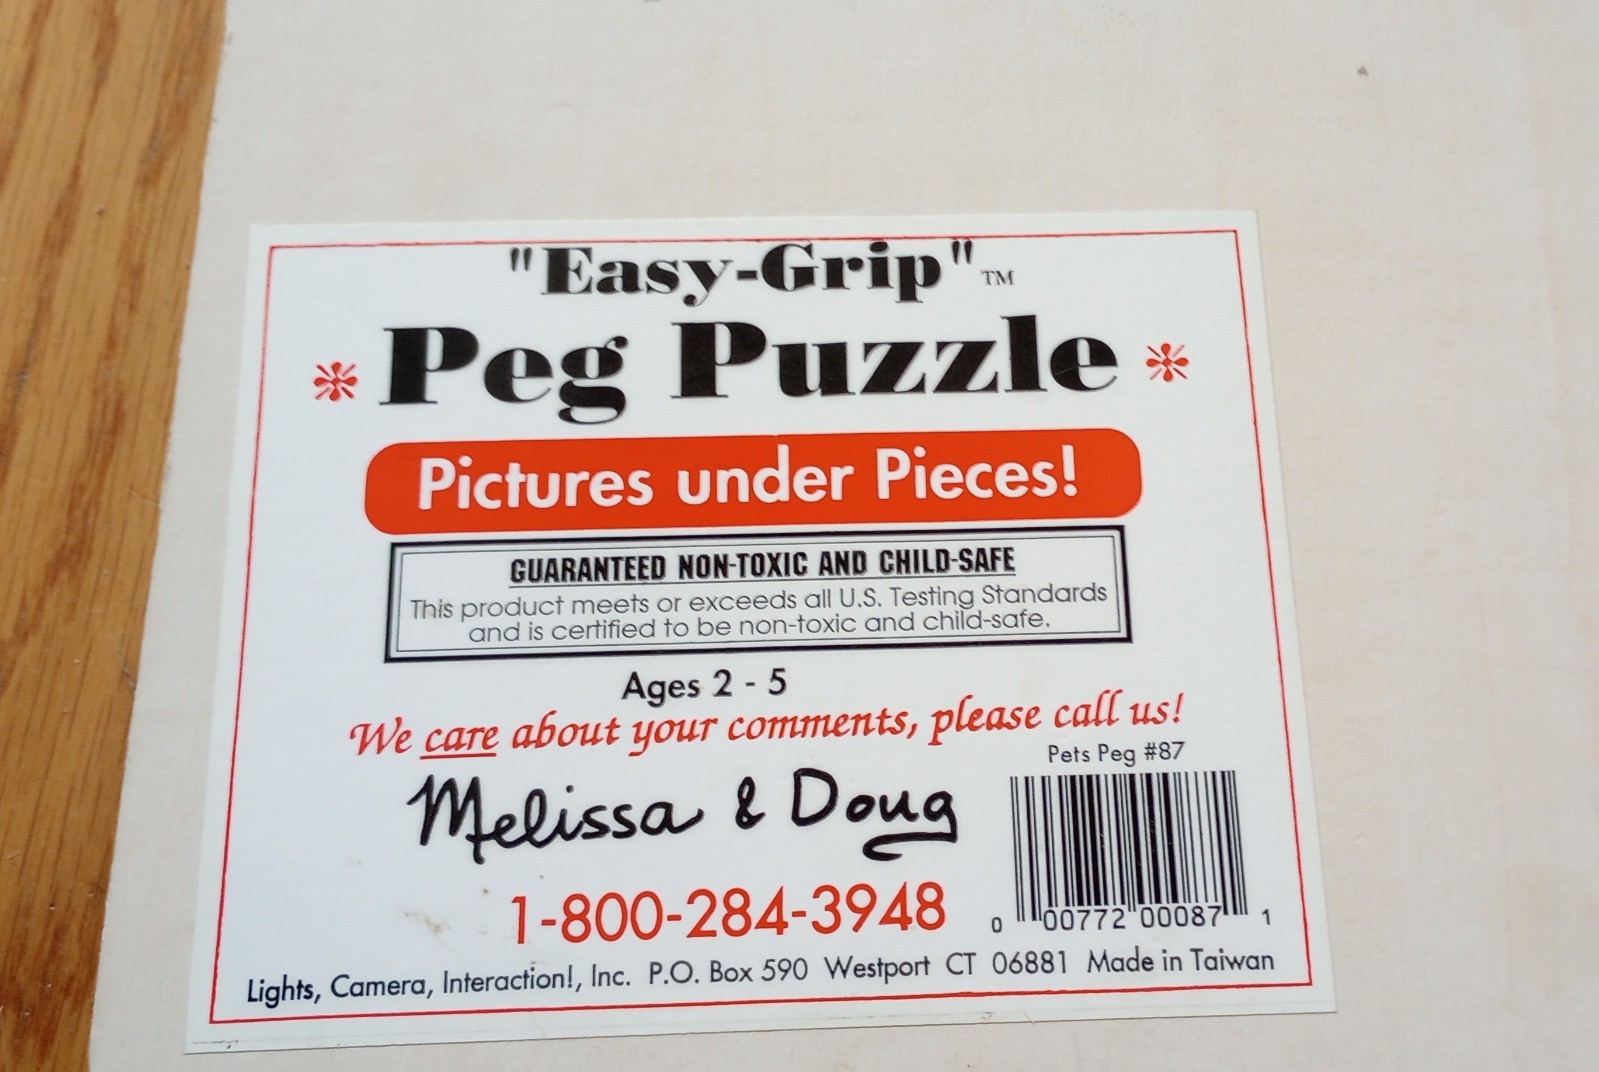 "Easy-Grip"™
* Peg Puzzle *
Pictures under Pieces!
GUARANTEED NON-TOXIC AND CHILD-SAFE
This product meets or exceeds all U.S. Testing Standards
and is certified to be non-toxic and child-safe.
Ages 2 - 5
We care about your comments, please call us!
Melissa & Doug
1-800-284-3948
Pets Peg #87
0 00772 00087 1
Lights, Camera, Interaction!, Inc. P.O. Box 590 Westport CT 06881 Made in Taiwan